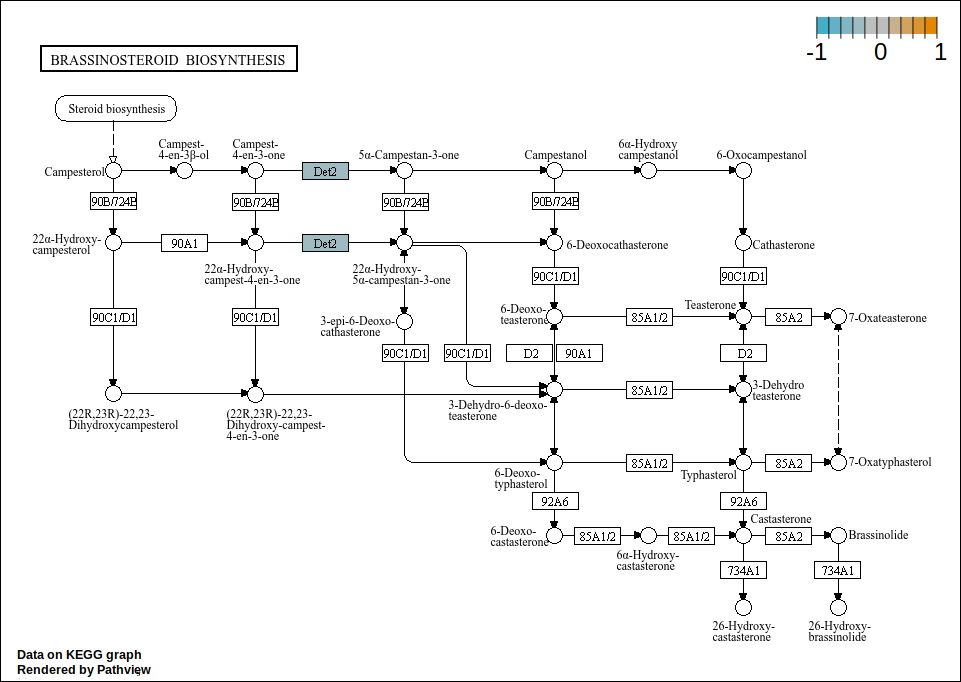 -1 0 1
BRASSINOSTEROID BIOSYNTHESIS
Steroid biosynthesis
Campest-
4-en-3β-ol
Campest-
4-en-3-one
5α-Campestan-3-one
Campestanol
6α-Hydroxy
campestanol
6-Oxocampestanol
Campesterol
Det2
90B/724B
90B/724B
90B/724B
90B/724B
22α-Hydroxy-
campesterol
90A1
Det2
6-Deoxocathasterone
Cathasterone
22α-Hydroxy-
campest-4-en-3-one
22α-Hydroxy-
5α-campestan-3-one
90C1/D1
90C1/D1
90C1/D1
90C1/D1
3-epi-6-Deoxo-
cathasterone
6-Deoxo-
teasterone
85A1/2
Teasterone
85A2
7-Oxateasterone
90C1/D1
90C1/D1
D2
90A1
D2
85A1/2
3-Dehydro
teasterone
3-Dehydro-6-deoxo-
teasterone
(22R,23R)-22,23-
Dihydroxycampesterol
(22R,23R)-22,23-
Dihydroxy-campest-
4-en-3-one
6-Deoxo-
typhasterol
85A1/2
Typhasterol
85A2
7-Oxatyphasterol
92A6
92A6
6-Deoxo-
castasterone
85A1/2
6α-Hydroxy-
castasterone
85A1/2
Castasterone
85A2
Brassinolide
734A1
734A1
26-Hydroxy-
castasterone
26-Hydroxy-
brassinolide
Data on KEGG graph
Rendered by Pathview